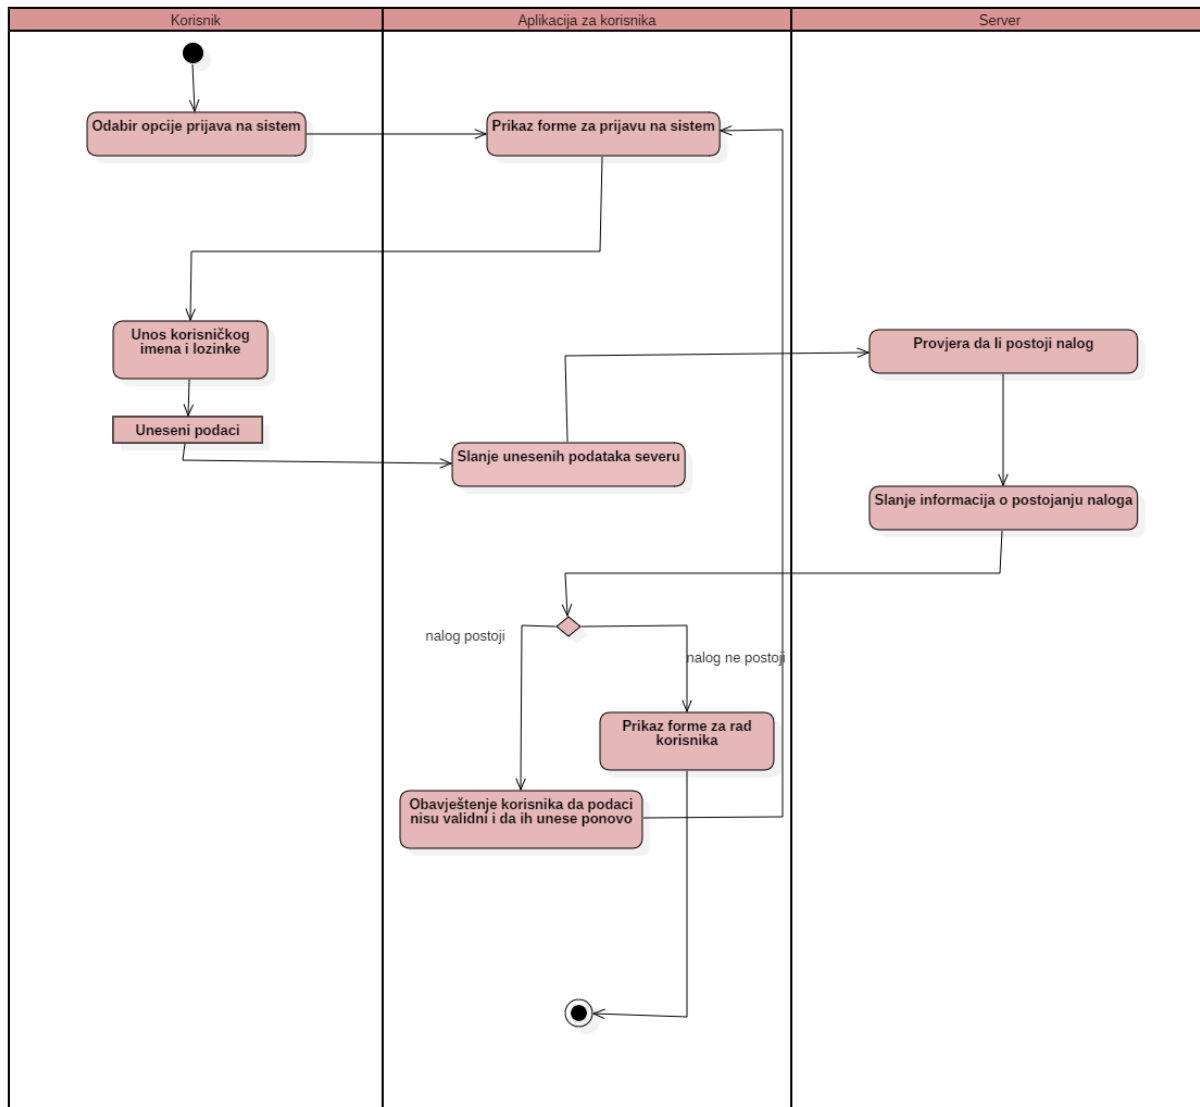 Korisnik
Aplikacija za korisnika
Server
Odabir opcije prijava na sistem
Prikaz forme za prijavu na sistem
Unos korisničkog
imena i lozinke
Provjera da li postoji nalog
Uneseni podaci
Slanje unesenih podataka severu
Slanje informacija o postojanju naloga
nalog postoji
nalog ne postoji
Prikaz forme za rad
korisnika
Obavještenje korisnika da podaci
nisu validni i da ih unese ponovo